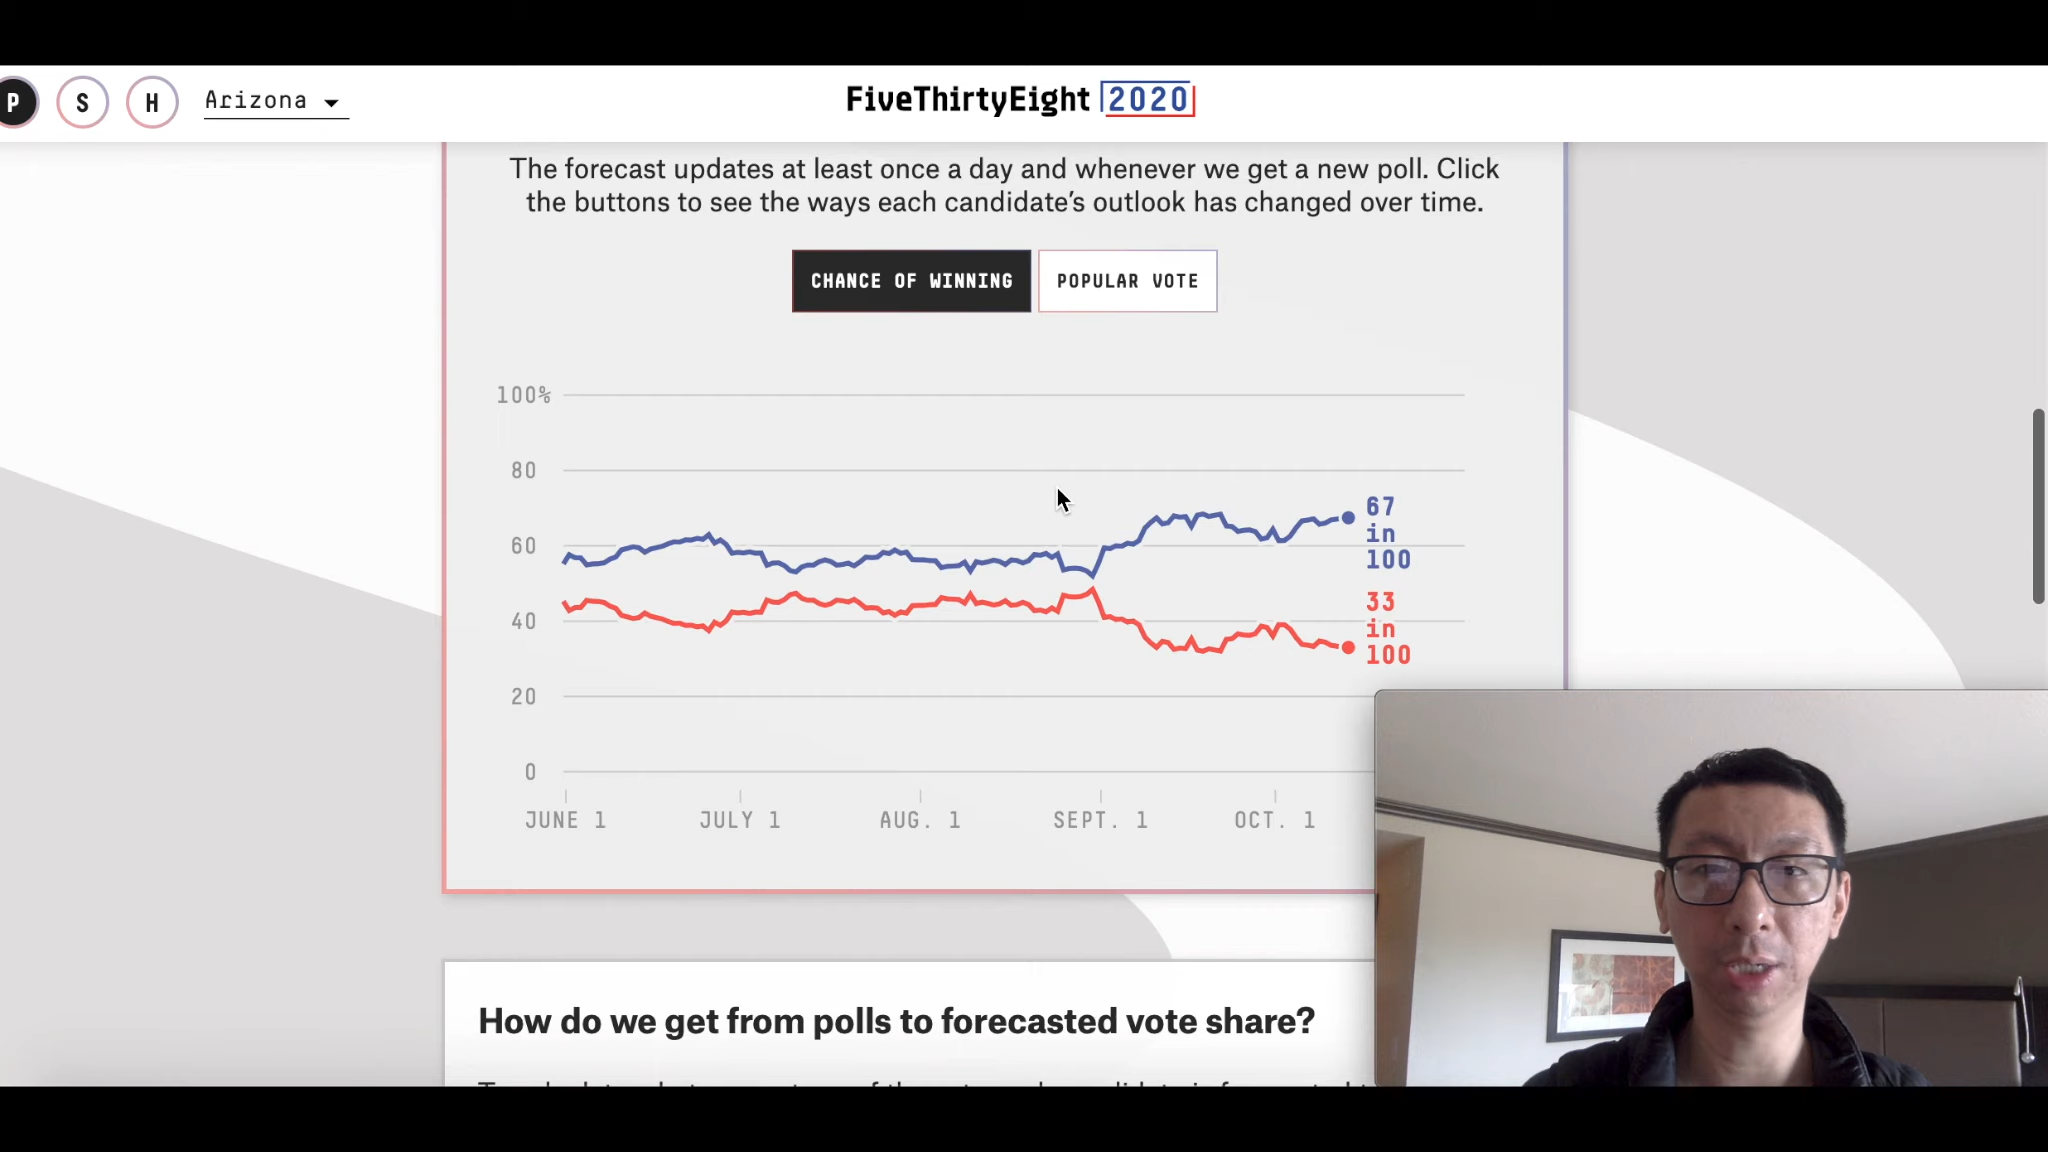 P S H Arizona
FiveThirtyEight 2020
The forecast updates at least once a day and whenever we get a new poll. Click
the buttons to see the ways each candidate's outlook has changed over time.
CHANCE OF WINNING
POPULAR VOTE
100%
80
60
40
20
0
67
in
100
33
in
100
JUNE 1
JULY 1
AUG. 1
SEPT. 1
OCT. 1
How do we get from polls to forecasted vote share?